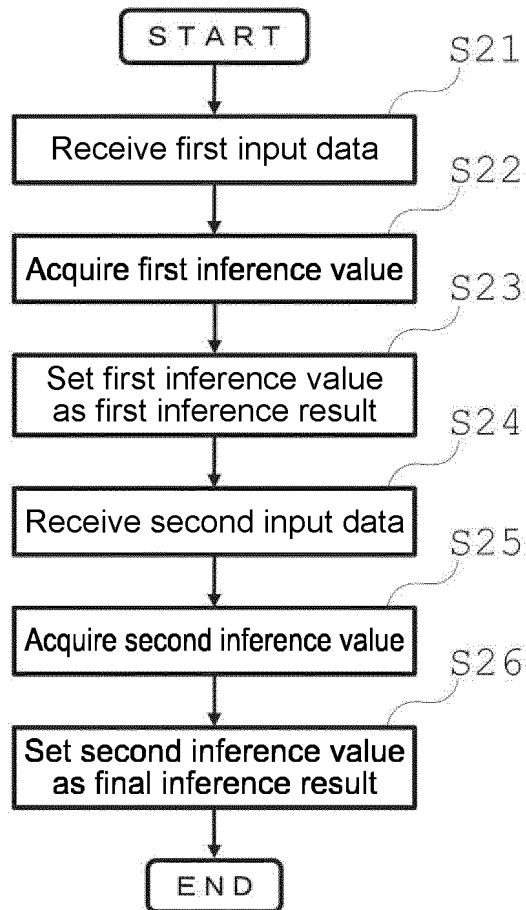 START
S21
Receive first input data
S22
Acquire first inference value
S23
Set first inference value
as first inference result
S24
Receive second input data
S25
Acquire second inference value
S26
Set second inference value
as final inference result
END